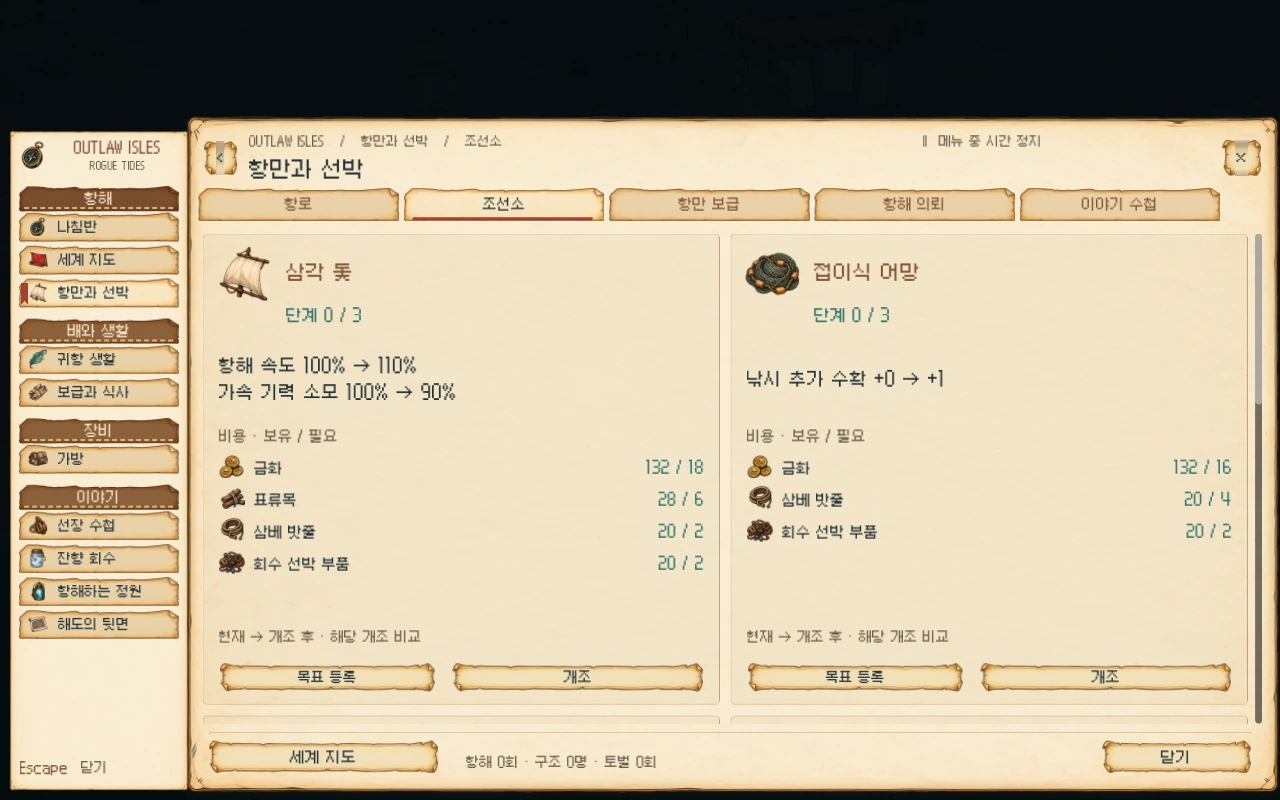 OUTLAW ISLES
ROGUE TIDES
항해
나침반
세계 지도
항만과 선박
배와 생활
귀항 생활
보급과 식사
장비
가방
이야기
선장 수첩
잔향 회수
항해하는 정원
해도의 뒷면
Escape 닫기
OUTLAW ISLES / 항만과 선박 / 조선소
항만과 선박
‖ 메뉴 중 시간 정지
항로
조선소
항만 보급
항해 의뢰
이야기 수첩
삼각 돛
단계 0 / 3
항해 속도 100% → 110%
가속 기력 소모 100% → 90%
비용 · 보유 / 필요
금화 132 / 18
표류목 28 / 6
삼베 밧줄 20 / 2
회수 선박 부품 20 / 2
현재 → 개조 후 · 해당 개조 비교
목표 등록
개조
접이식 어망
단계 0 / 3
낚시 추가 수확 +0 → +1
비용 · 보유 / 필요
금화 132 / 16
삼베 밧줄 20 / 4
회수 선박 부품 20 / 2
현재 → 개조 후 · 해당 개조 비교
목표 등록
개조
세계 지도
항해 0회 · 구조 0명 · 토벌 0회
닫기